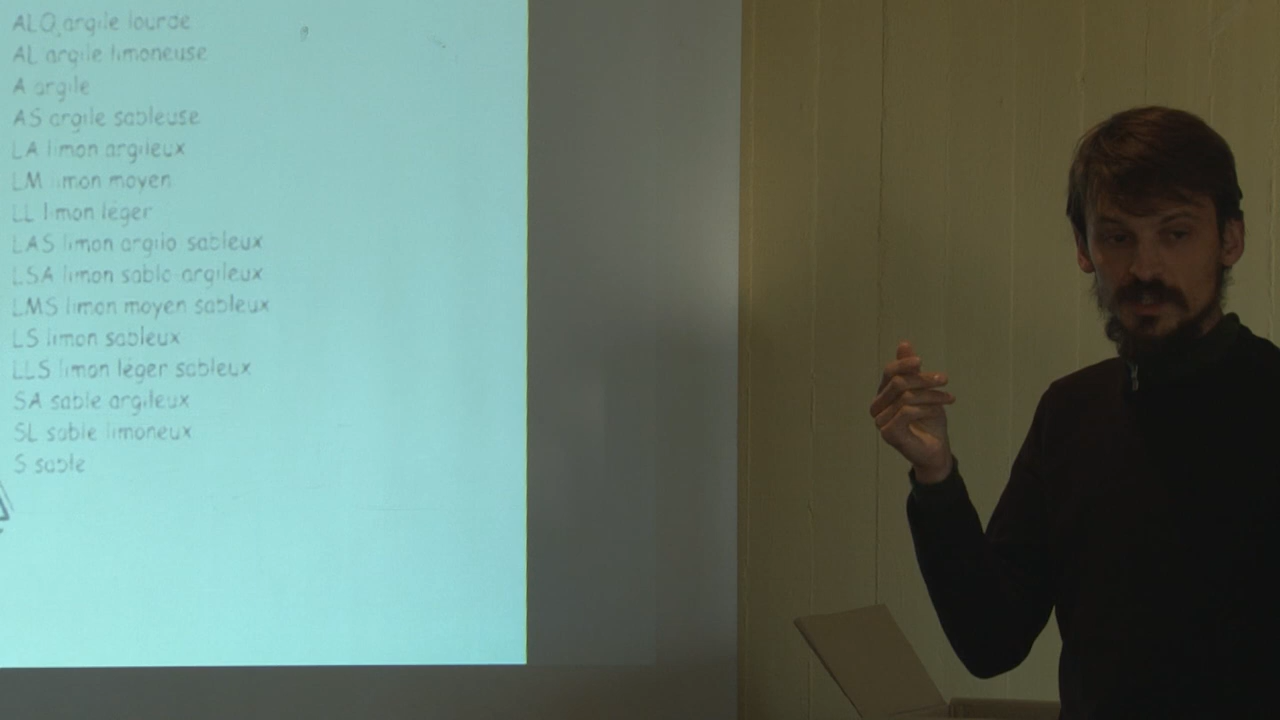 ALO argile lourde
AL argile limoneuse
A argile
AS argile sableuse
LA limon argileux
LM limon moyen
LL limon léger
LAS limon argilo sableux
LSA limon sablo argileux
LMS limon moyen sableux
LS limon sableux
LLS limon léger sableux
SA sable argileux
SL sable limoneux
S sable